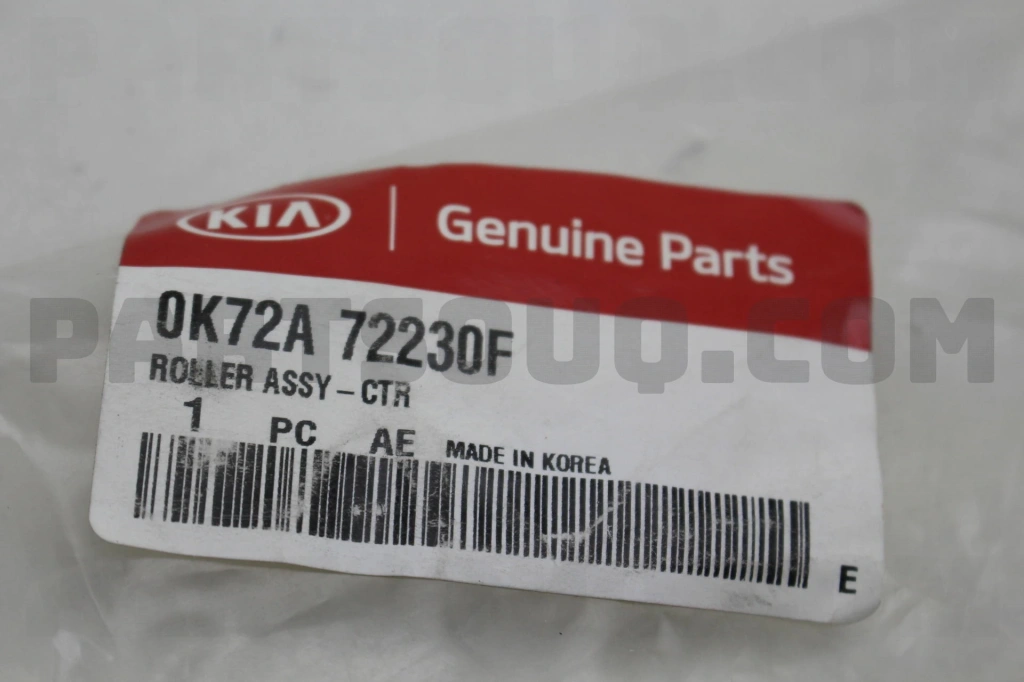 KIA | Genuine Parts
0K72A 72230F
ROLLER ASSY-CTR
1 PC AE MADE IN KOREA
E
PARTSOUQ.COM